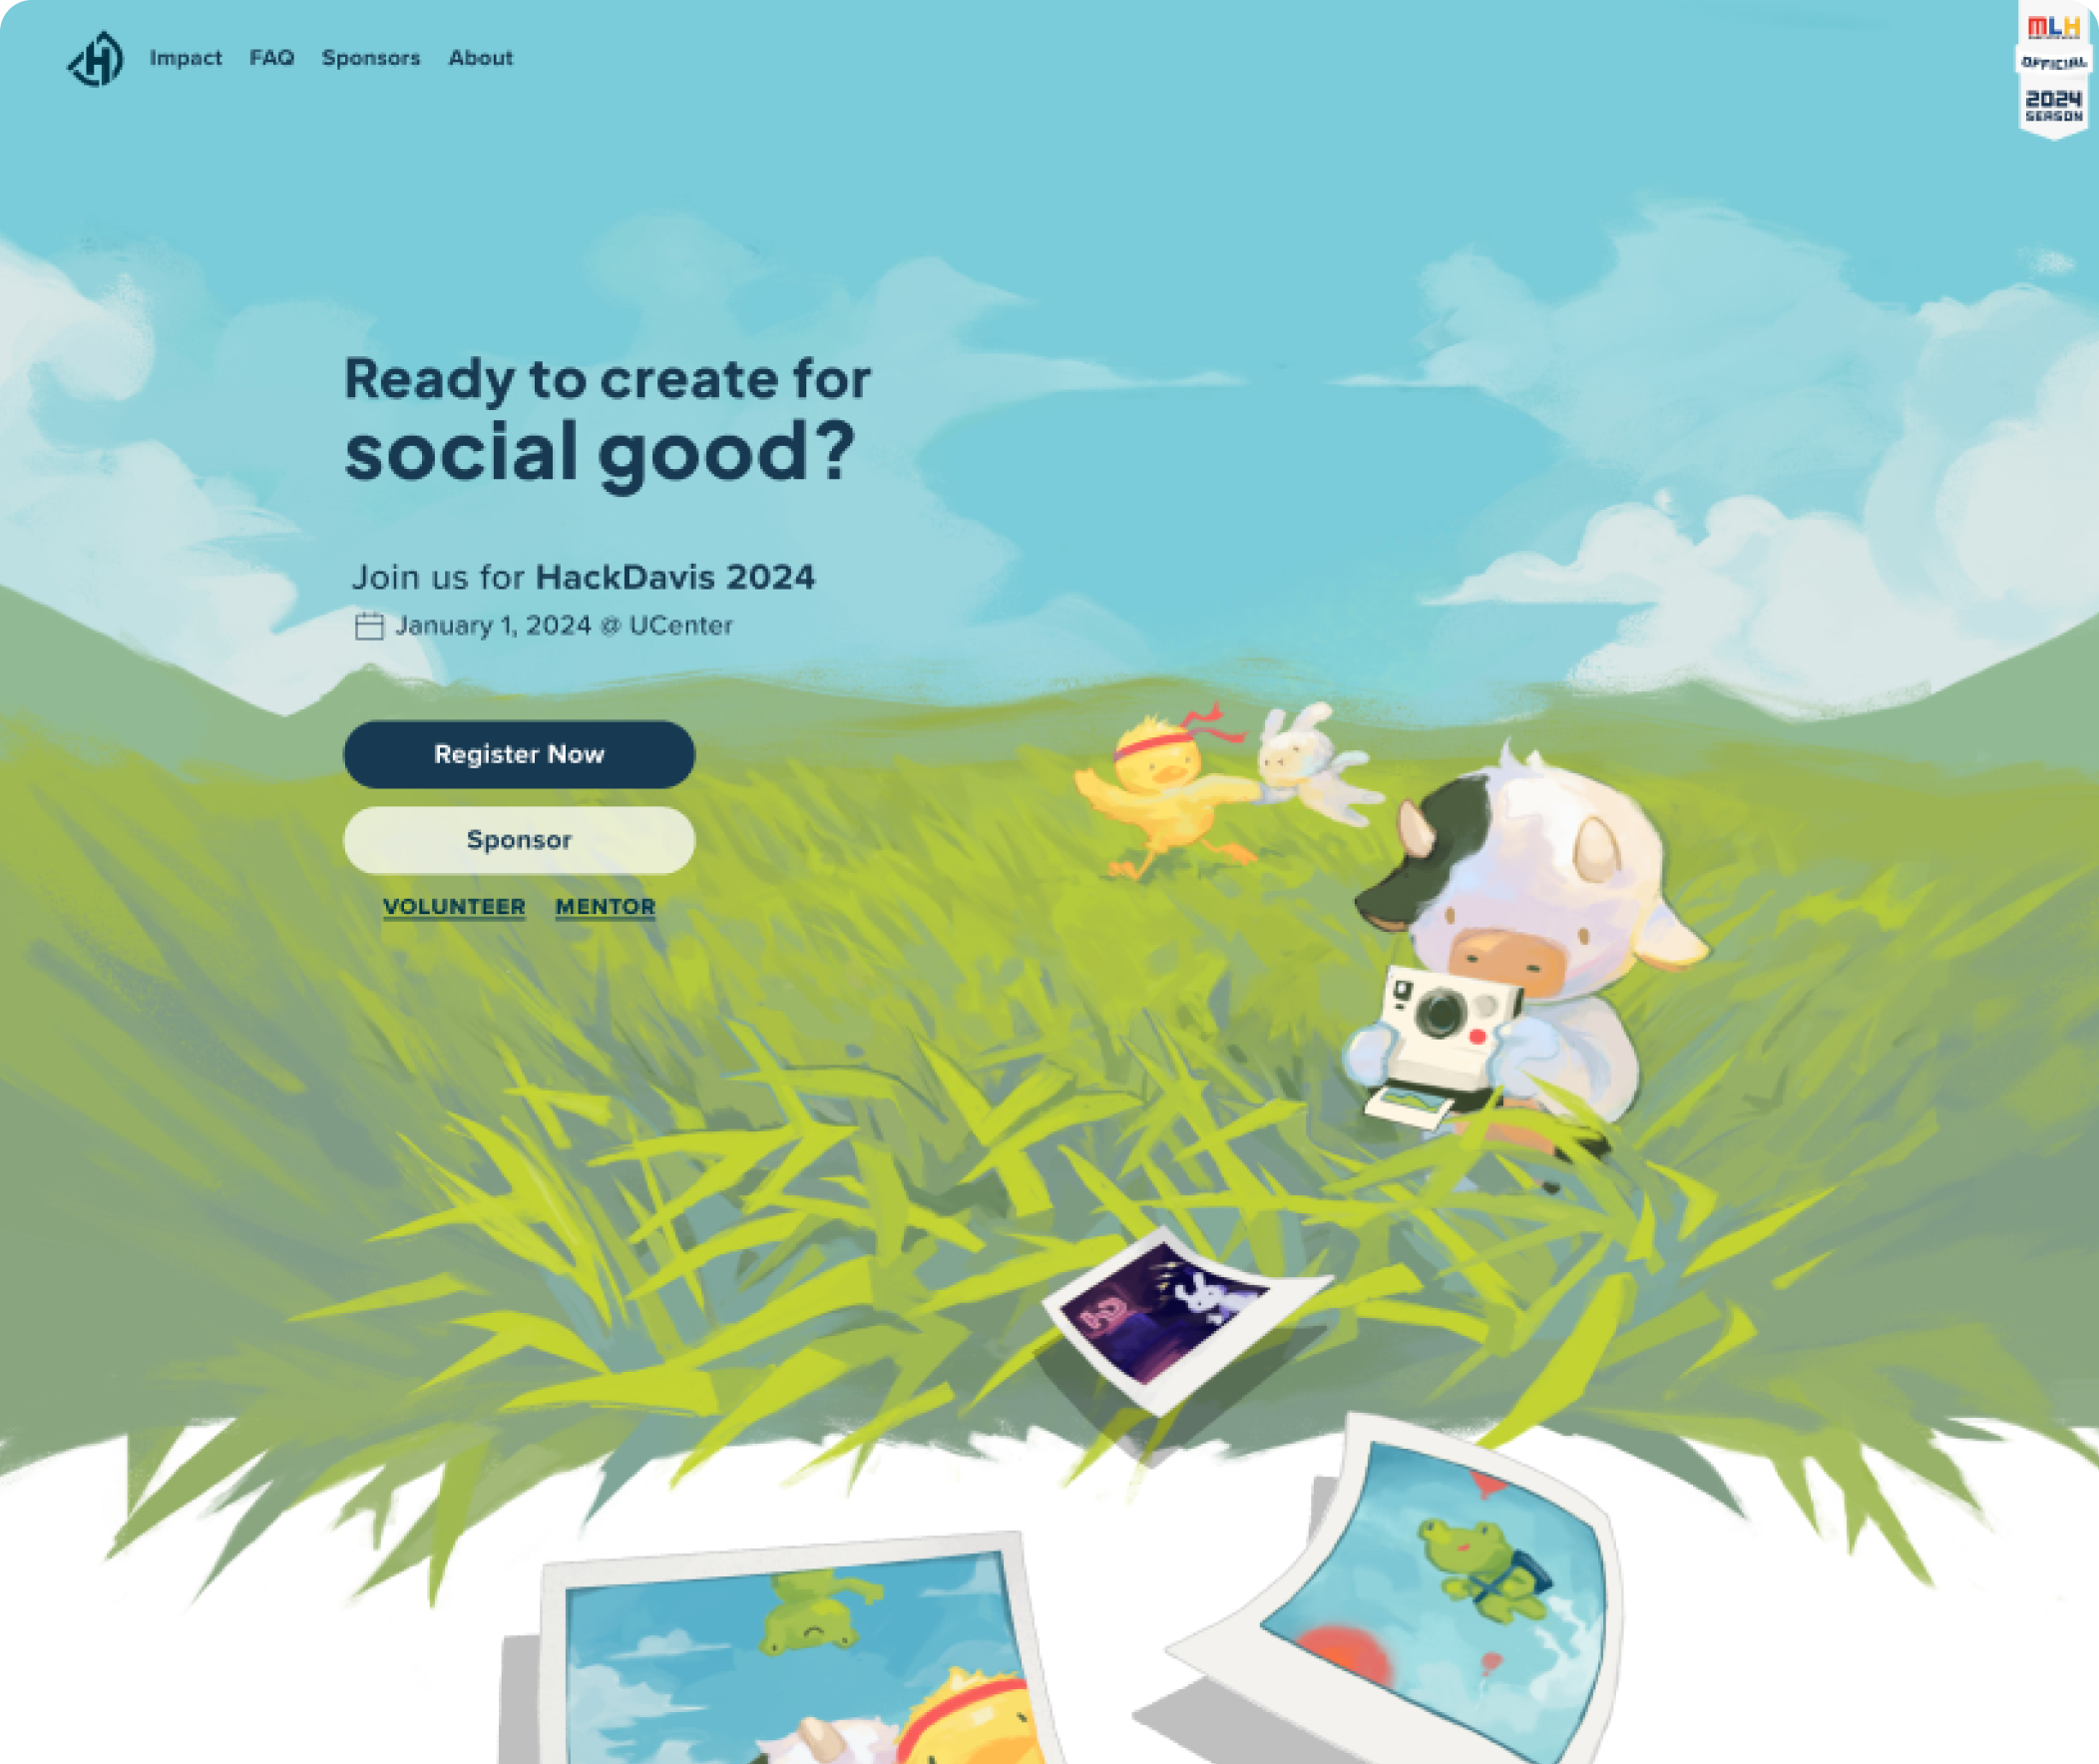 Impact FAQ Sponsors About
MLH
OFFICIAL
2024
SEASON
Ready to create for
social good?
Join us for HackDavis 2024
January 1, 2024 @ UCenter
Register Now
Sponsor
VOLUNTEER MENTOR